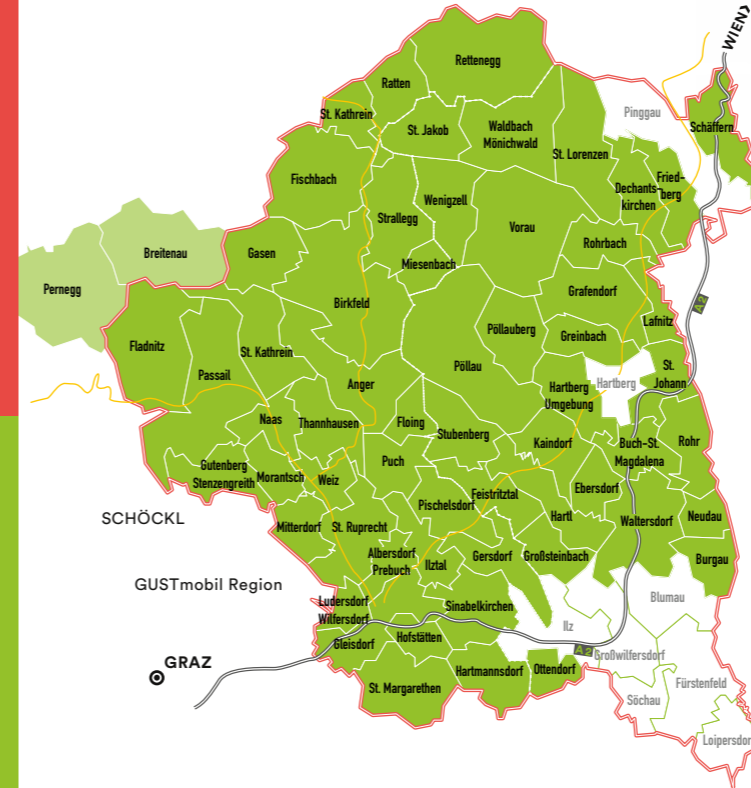 WIEN
Rettenegg
Ratten
Pinggau
St. Kathrein
St. Jakob
Waldbach
Mönichwald
Schäffern
St. Lorenzen
Fischbach
Fried-
berg
Dechants
kirchen
Wenigzell
Strallegg
Vorau
Breitenau
Gasen
Rohrbach
Miesenbach
Pernegg
Grafendorf
Birkfeld
A2
Lafnitz
Pöllauberg
Greinbach
Fladnitz
St. Kathrein
Pöllau
St.
Johann
Passail
Anger
Hartberg
Umgebung
Hartberg
Naas
Thannhausen
Floing
Stubenberg
Kaindorf
Buch-St.
Magdalena
Rohr
Gutenberg
Stenzengreith
Morantsch
Weiz
Puch
Feistritztal
Ebersdorf
Pischelsdorf
Hartl
Waltersdorf
Neudau
SCHÖCKL
Mitterdorf
St. Ruprecht
Albersdorf
Prebuch
Ilztal
Gersdorf
Großsteinbach
Burgau
GUSTmobil Region
Ludersdorf
Wilfersdorf
Sinabelkirchen
Blumau
Ilz
Gleisdorf
Hofstätten
A2
Großwilfersdorf
GRAZ
Hartmannsdorf
Ottendorf
St. Margarethen
Fürstenfeld
Söchau
Loipersdor